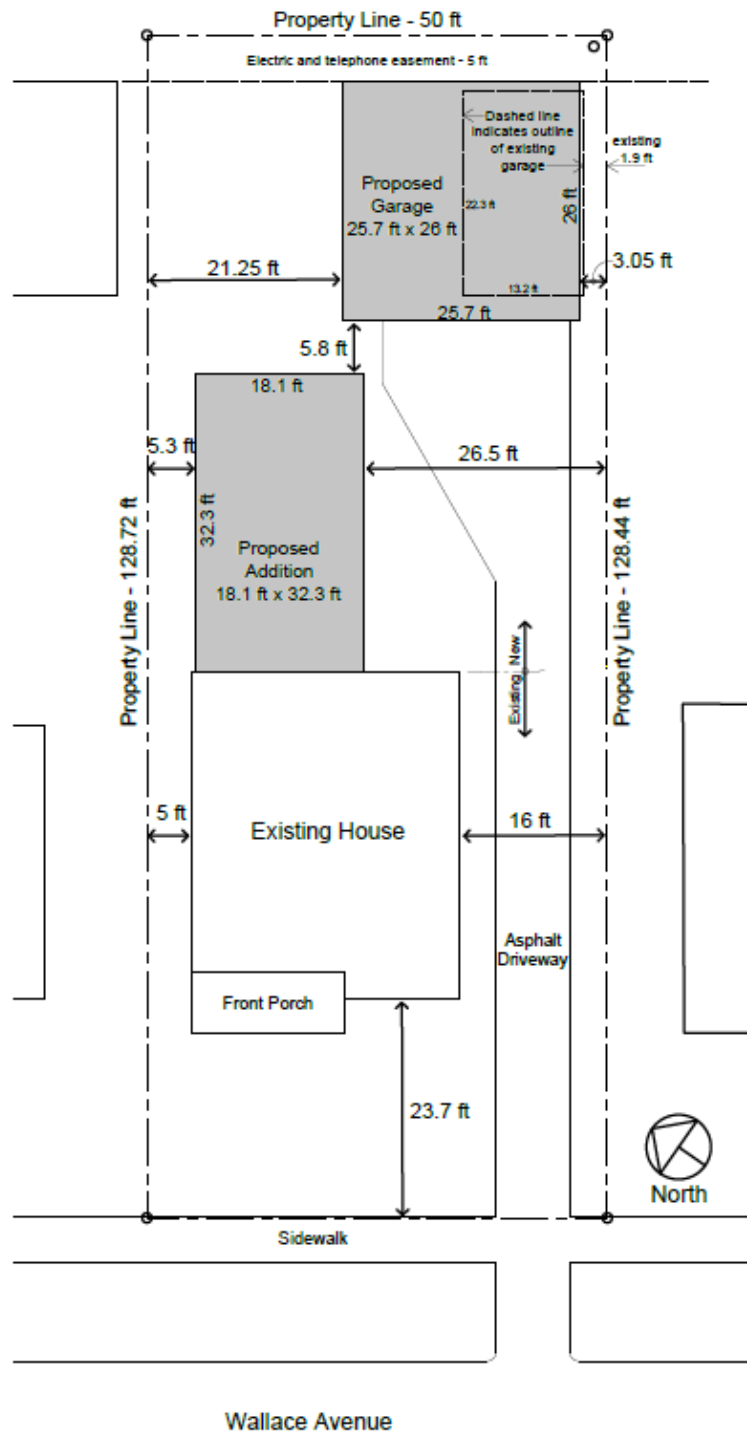 Property Line - 50 ft
Electric and telephone easement - 5 ft
Dashed line
indicates outline
of existing
garage
existing
1.9 ft
Proposed
Garage
25.7 ft x 26 ft
22.3 ft
26 ft
21.25 ft
3.05 ft
13.2 ft
25.7 ft
5.8 ft
18.1 ft
5.3 ft
26.5 ft
32.3 ft
Property Line - 128.72 ft
Property Line - 128.44 ft
Proposed
Addition
18.1 ft x 32.3 ft
Existing New
5 ft
Existing House
16 ft
Asphalt
Driveway
Front Porch
23.7 ft
North
Sidewalk
Wallace Avenue